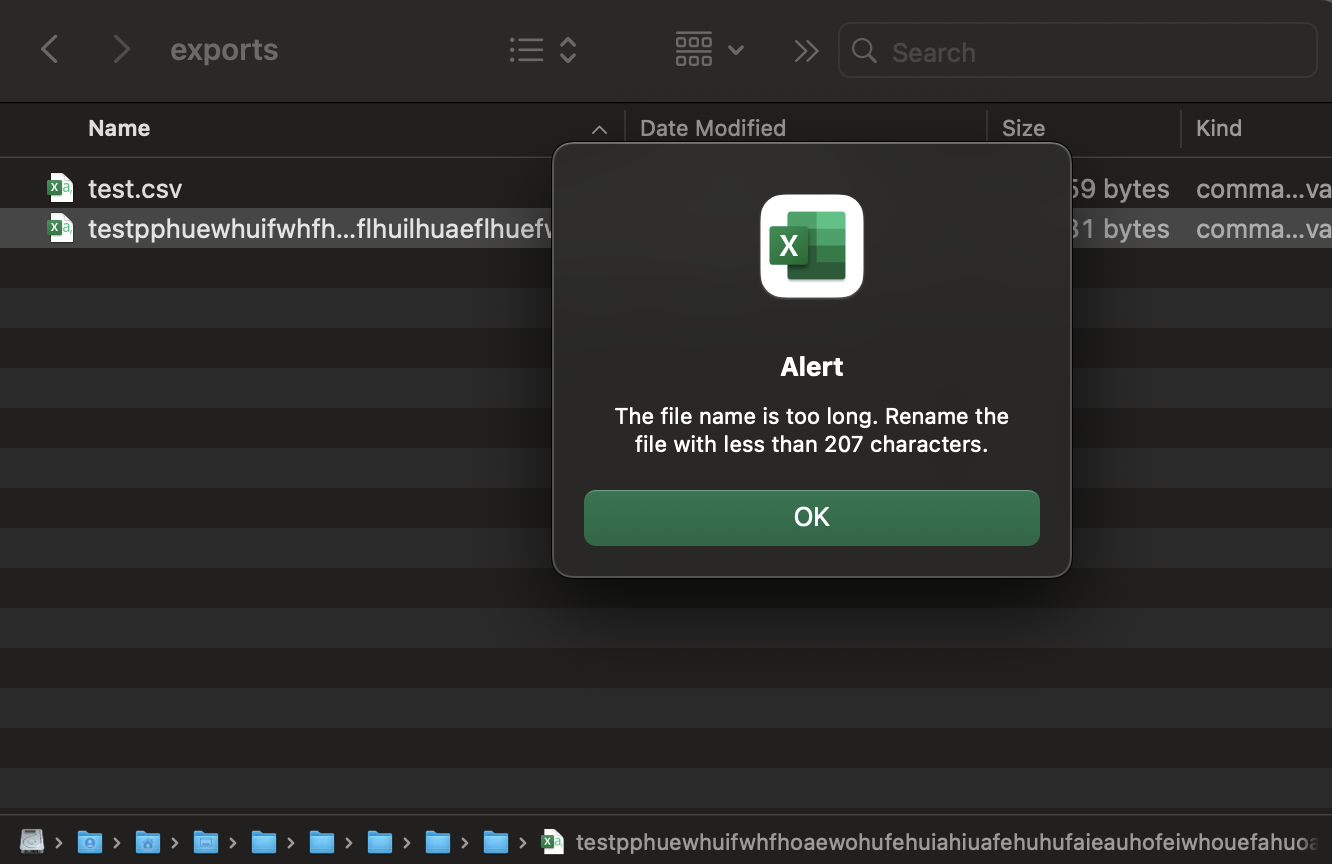 exports
Search
Name
Date Modified
Size
Kind
test.csv
59 bytes
comma...va
testpphuewhuifwhfh...flhuilhuaeflhuefw
31 bytes
comma...va
X
Alert
The file name is too long. Rename the
file with less than 207 characters.
OK
testpphuewhuifwhfhoaewohufehuiahiuafehuhufaieauhofeiwhouefahuoa